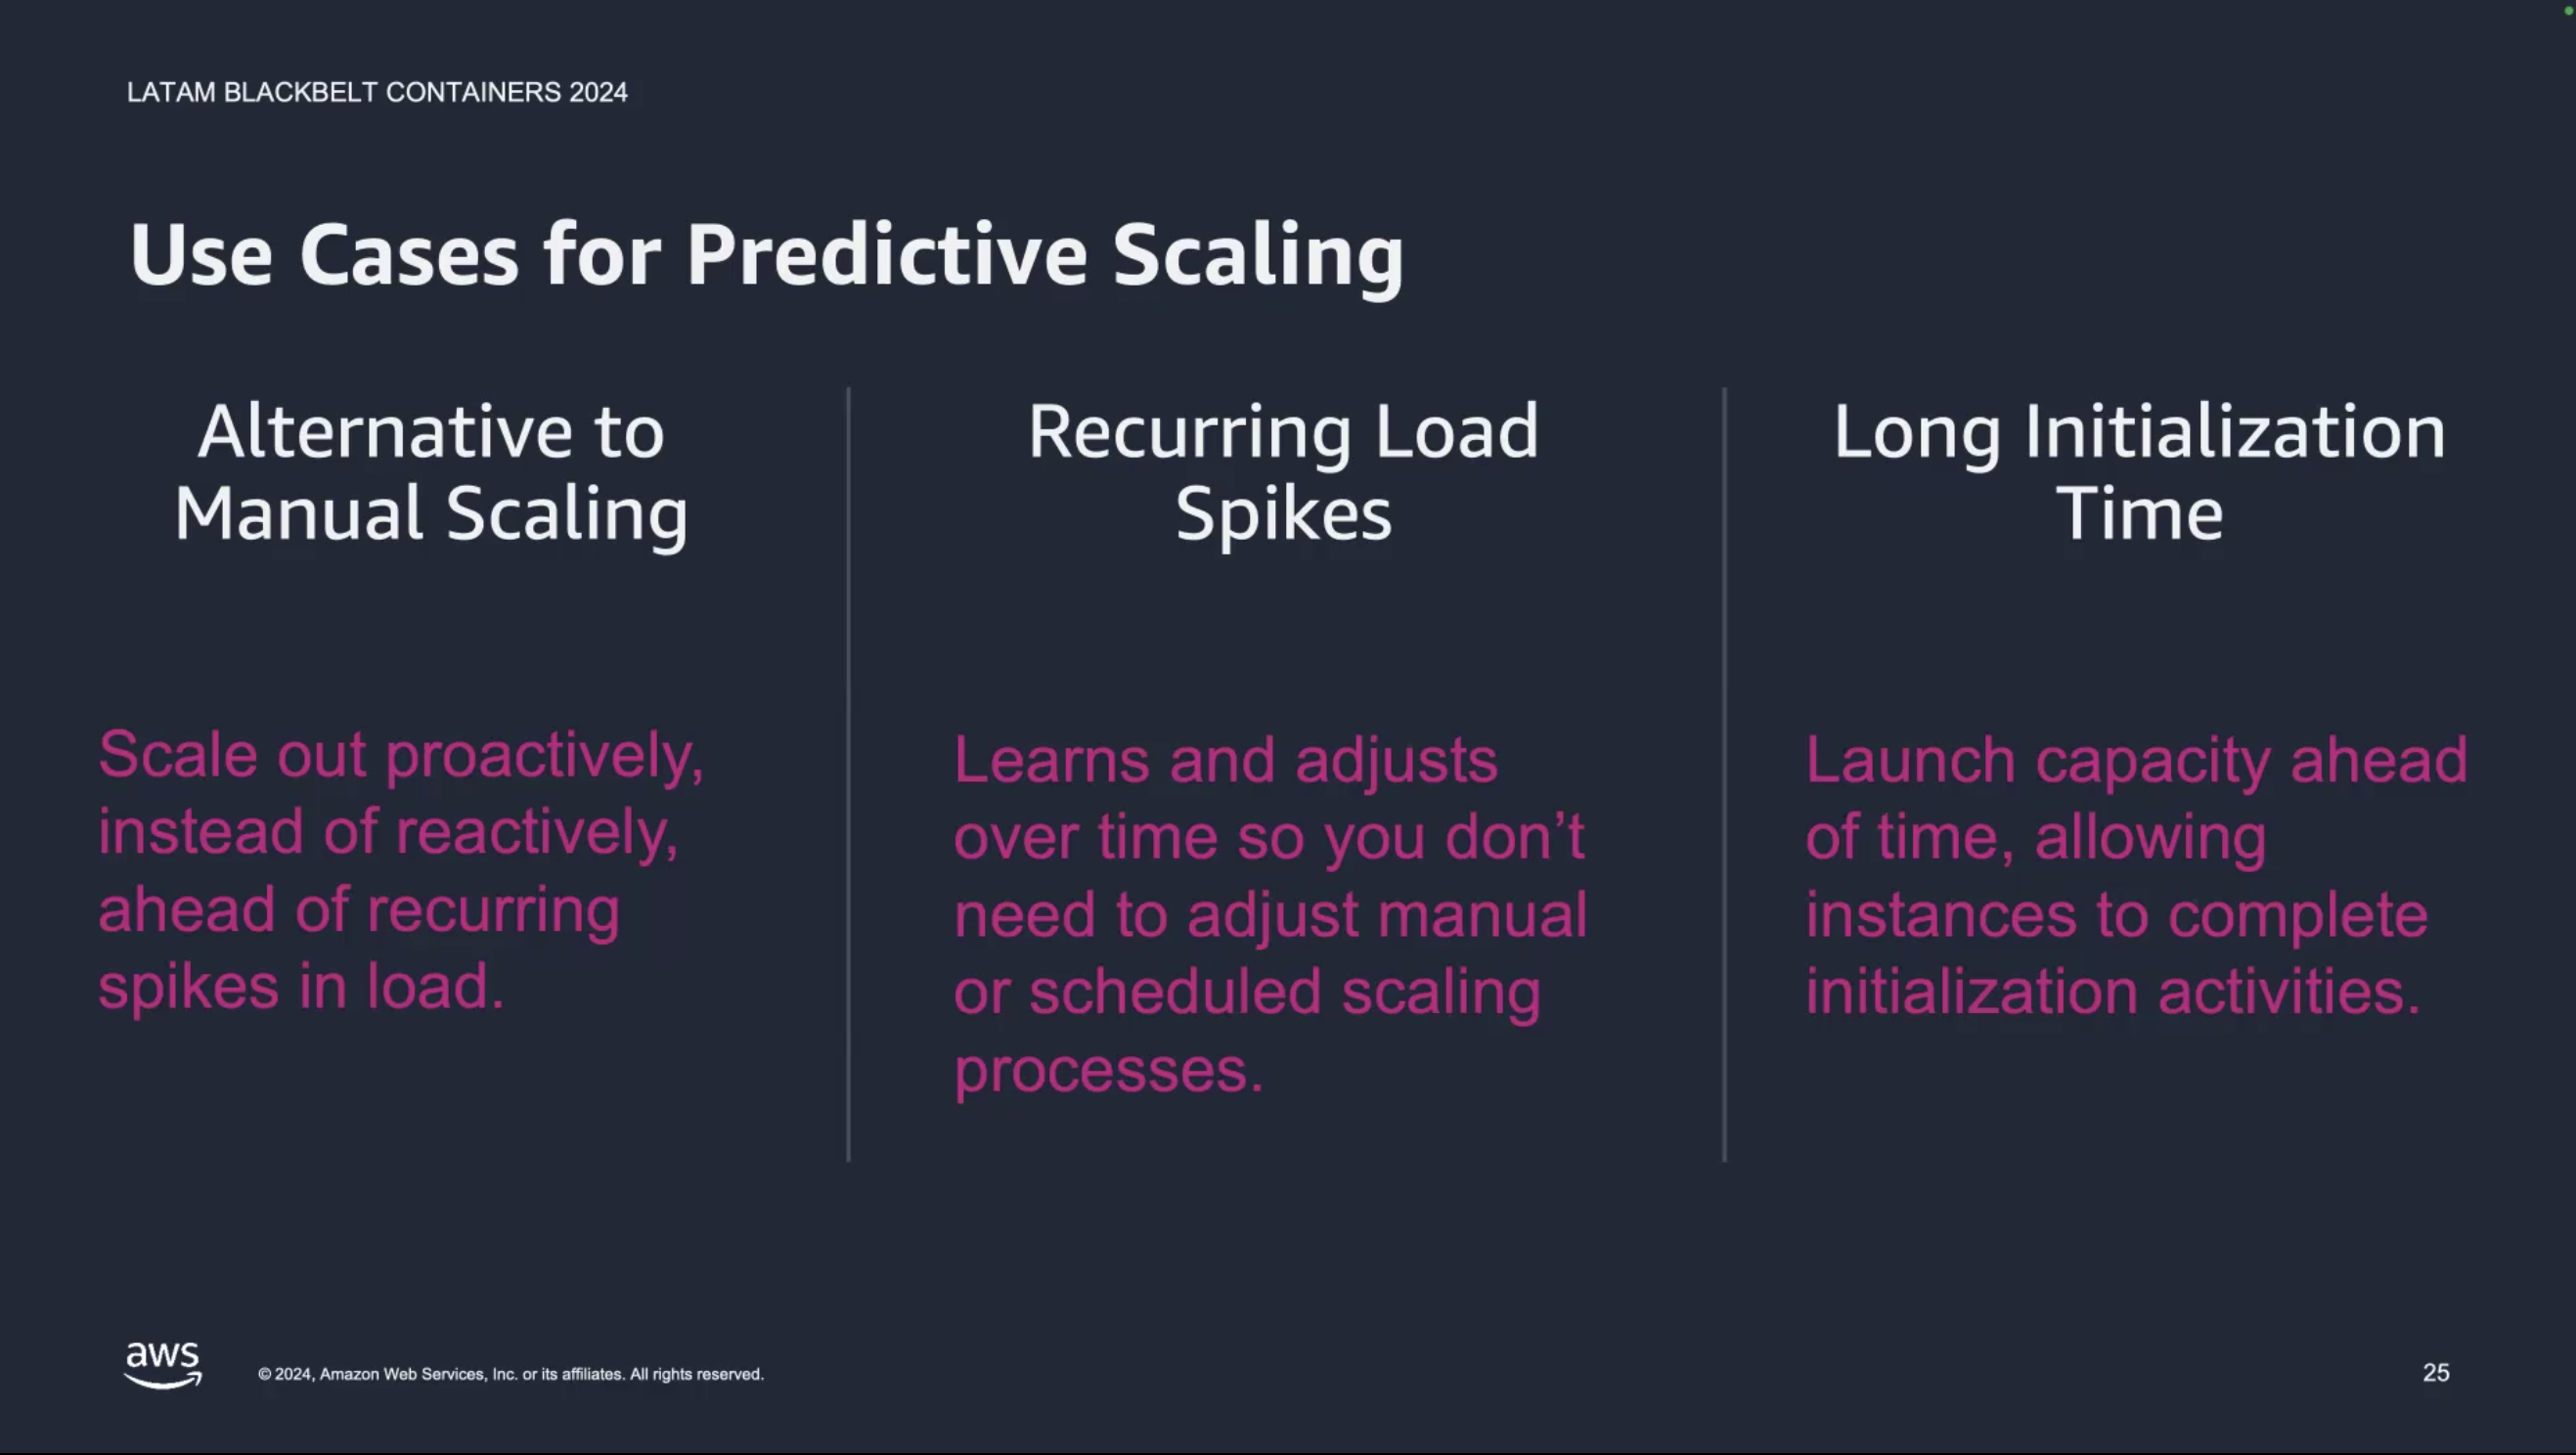 LATAM BLACKBELT CONTAINERS 2024
Use Cases for Predictive Scaling
Alternative to
Manual Scaling
Scale out proactively,
instead of reactively,
ahead of recurring
spikes in load.
Recurring Load
Spikes
Learns and adjusts
over time so you don’t
need to adjust manual
or scheduled scaling
processes.
Long Initialization
Time
Launch capacity ahead
of time, allowing
instances to complete
initialization activities.
aws
© 2024, Amazon Web Services, Inc. or its affiliates. All rights reserved.
25